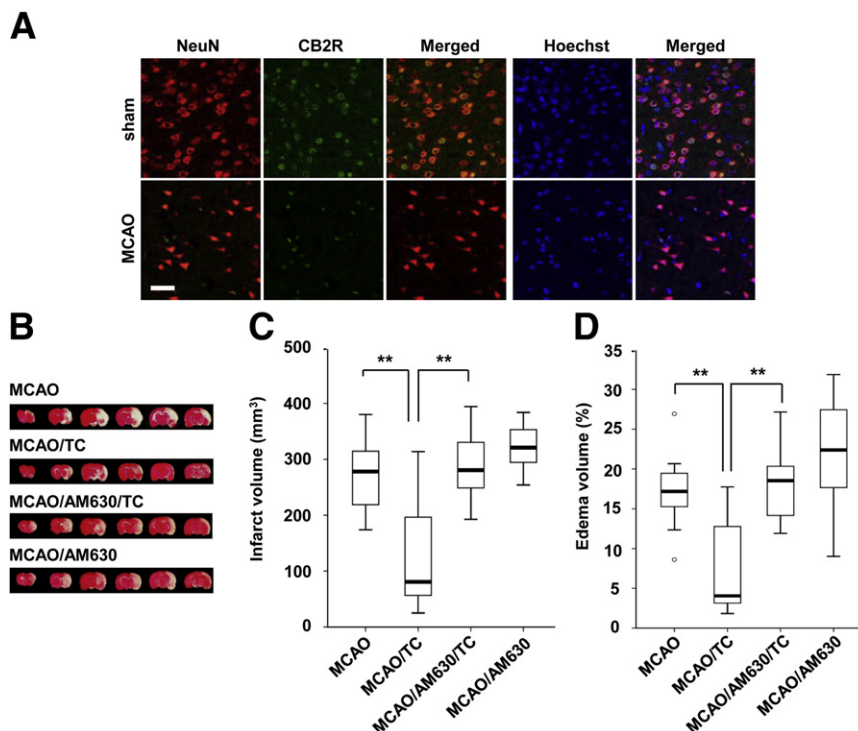 A
NeuN CB2R Merged Hoechst Merged
sham
MCAO
B
MCAO
MCAO/TC
MCAO/AM630/TC
MCAO/AM630
C
Infarct volume (mm³)
500
400
300
200
100
0
** **
MCAO
MCAO/TC
MCAO/AM630/TC
MCAO/AM630
D
Edema volume (%)
35
30
25
20
15
10
5
0
** **
MCAO
MCAO/TC
MCAO/AM630/TC
MCAO/AM630